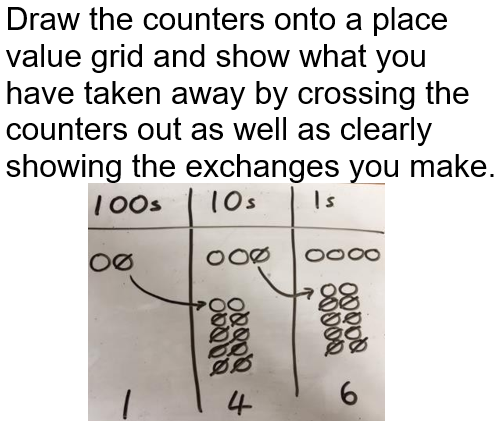 Draw the counters onto a place
value grid and show what you
have taken away by crossing the
counters out as well as clearly
showing the exchanges you make.
100s 10s 1s
1 4 6